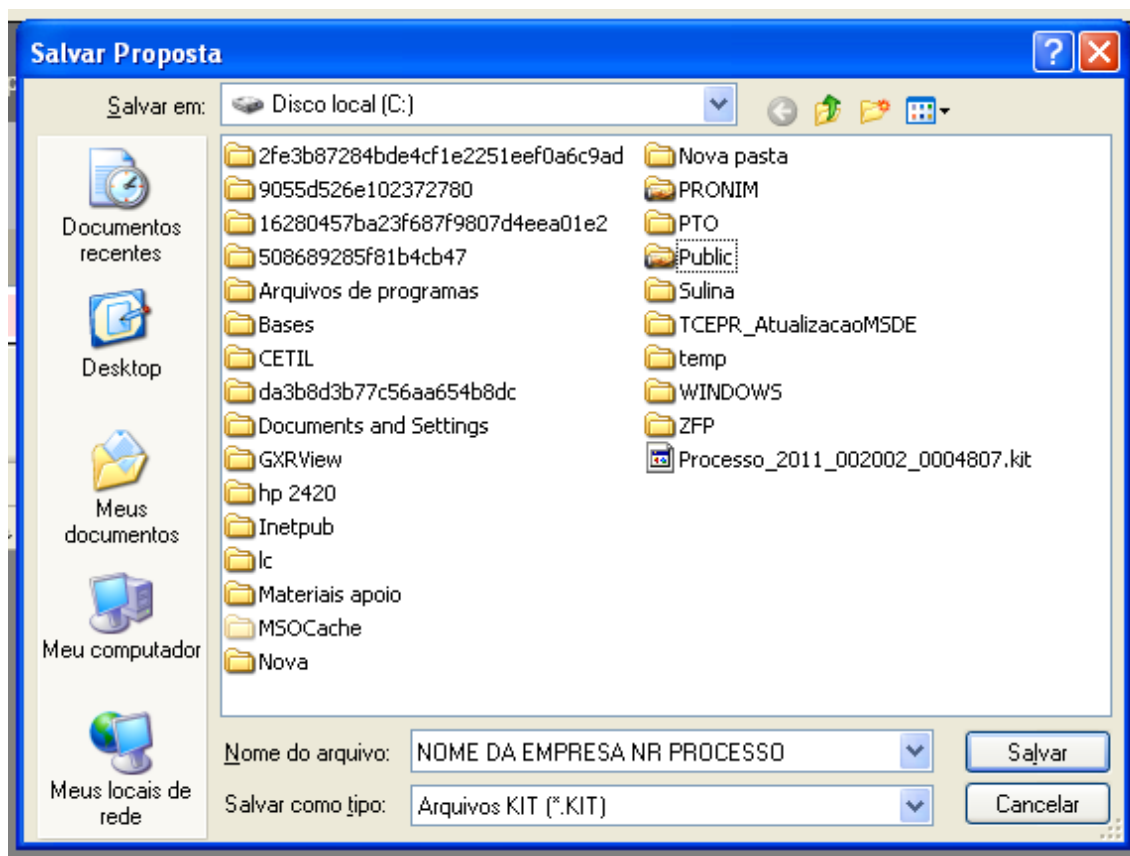 Salvar Proposta
Salvar em:
Disco local (C:)
Documentos
recentes
Desktop
Meus
documentos
Meu computador
Meus locais de
rede
2fe3b87284bde4cf1e2251eef0a6c9ad
9055d526e102372780
16280457ba23f687f9807d4eea01e2
508689285f81b4cb47
Arquivos de programas
Bases
CETIL
da3b8d3b77c56aa654b8dc
Documents and Settings
GXRView
hp 2420
Inetpub
lc
Materiais apoio
MSOCache
Nova
Nova pasta
PRONIM
PTO
Public
Sulina
TCEPR_AtualizacaoMSDE
temp
WINDOWS
ZFP
Processo_2011_002002_0004807.kit
Nome do arquivo:
NOME DA EMPRESA NR PROCESSO
Salvar
Salvar como tipo:
Arquivos KIT (*.KIT)
Cancelar